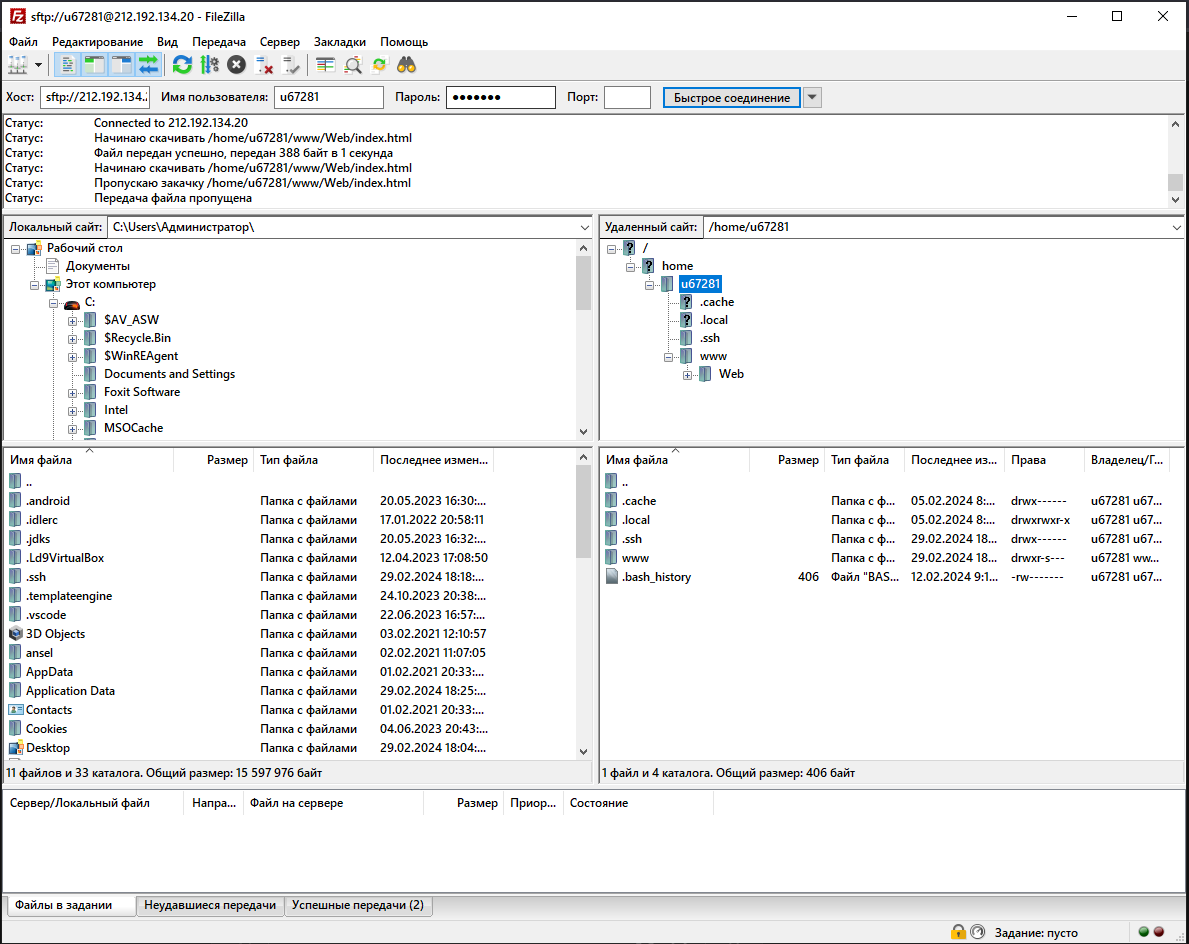 sftp://u67281@212.192.134.20 - FileZilla
Файл Редактирование Вид Передача Сервер Закладки Помощь
Хост: sftp://212.192.134. Имя пользователя: u67281 Пароль: ●●●●●●● Порт: Быстрое соединение
Статус: Connected to 212.192.134.20
Статус: Начинаю скачивать /home/u67281/www/Web/index.html
Статус: Файл передан успешно, передан 388 байт в 1 секунда
Статус: Начинаю скачивать /home/u67281/www/Web/index.html
Статус: Пропускаю закачку /home/u67281/www/Web/index.html
Статус: Передача файла пропущена
Локальный сайт: C:\Users\Администратор\
Рабочий стол
Документы
Этот компьютер
C:
$AV_ASW
$Recycle.Bin
$WinREAgent
Documents and Settings
Foxit Software
Intel
MSOCache
Удаленный сайт: /home/u67281
/
home
u67281
.cache
.local
.ssh
www
Web
Имя файла Размер Тип файла Последнее измен...
..
.android Папка с файлами 20.05.2023 16:30:...
.idlerc Папка с файлами 17.01.2022 20:58:11
.jdks Папка с файлами 20.05.2023 16:32:...
.Ld9VirtualBox Папка с файлами 12.04.2023 17:08:50
.ssh Папка с файлами 29.02.2024 18:18:...
.templateengine Папка с файлами 24.10.2023 20:38:...
.vscode Папка с файлами 22.06.2023 16:57:...
3D Objects Папка с файлами 03.02.2021 12:10:57
ansel Папка с файлами 02.02.2021 11:07:05
AppData Папка с файлами 01.02.2021 20:33:...
Application Data Папка с файлами 29.02.2024 18:25:...
Contacts Папка с файлами 01.02.2021 20:33:...
Cookies Папка с файлами 04.06.2023 20:43:...
Desktop Папка с файлами 29.02.2024 18:04:...
11 файлов и 33 каталога. Общий размер: 15 597 976 байт
Имя файла Размер Тип файла Последнее из... Права Владелец/Г...
..
.cache Папка с ф... 05.02.2024 8:... drwx------ u67281 u67...
.local Папка с ф... 05.02.2024 8:... drwxrwxr-x u67281 u67...
.ssh Папка с ф... 29.02.2024 18... drwx------ u67281 u67...
www Папка с ф... 29.02.2024 18... drwxr-s--- u67281 ww...
.bash_history 406 Файл "BAS... 12.02.2024 9:1... -rw------- u67281 u67...
1 файл и 4 каталога. Общий размер: 406 байт
Сервер/Локальный файл Напра... Файл на сервере Размер Приор... Состояние
Файлы в задании Неудавшиеся передачи Успешные передачи (2)
Задание: пусто